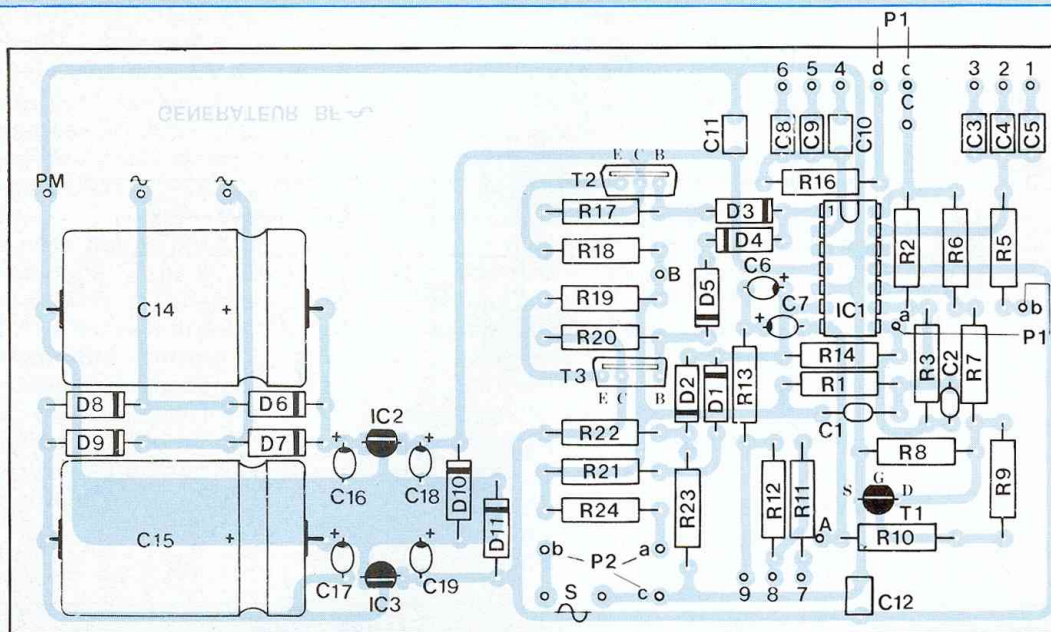 P1
6 5 4 d c 3 2 1
C
GENERATEUR BF
C11 C8 C9 C10 C3 C4 C5
E C B
PM
T2
R16
R17 D3 1 R2 R6 R5
R18 D4
B C6 +
D5
C14 + R19 + C7 IC1 a b
R20 P1
R14 R3 C2 R7
T3
E C B D2 D1 R13 R1
D8 D6
C1
D9 D7 IC2 R22 R8
+ +
C16 C18 D10 R21 R23 R12 R11 S G D R9
T1
D11 R24 A R10
C15 + + +
b P2 a
C17 IC3 C19 S c 9 8 7 C12